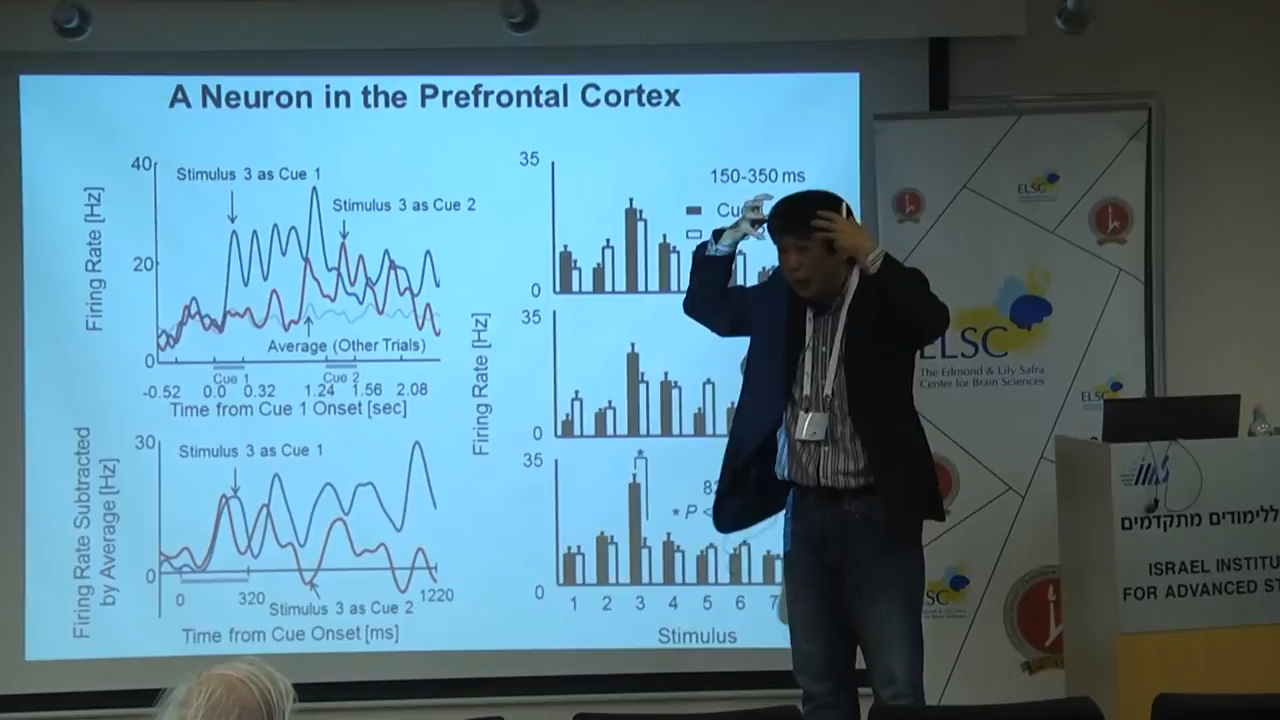 A Neuron in the Prefrontal Cortex
40
Stimulus 3 as Cue 1
Stimulus 3 as Cue 2
20
Firing Rate [Hz]
Average (Other Trials)
0
Cue 1
Cue 2
-0.52 0.0 0.32 1.24 1.56 2.08
Time from Cue 1 Onset [sec]
30
Stimulus 3 as Cue 1
Firing Rate Subtracted
by Average [Hz]
0
0 320 1220
Stimulus 3 as Cue 2
Time from Cue Onset [ms]
35
150-350 ms
0
35
Firing Rate [Hz]
0
35
*
* P <
0
1 2 3 4 5 6 7
Stimulus
ELSC
ELSC
The Edmond & Lily Safra
Center for Brain Sciences
ELSC
SC
ללימודים מתקדמים
ISRAEL INSTITU
FOR ADVANCED ST